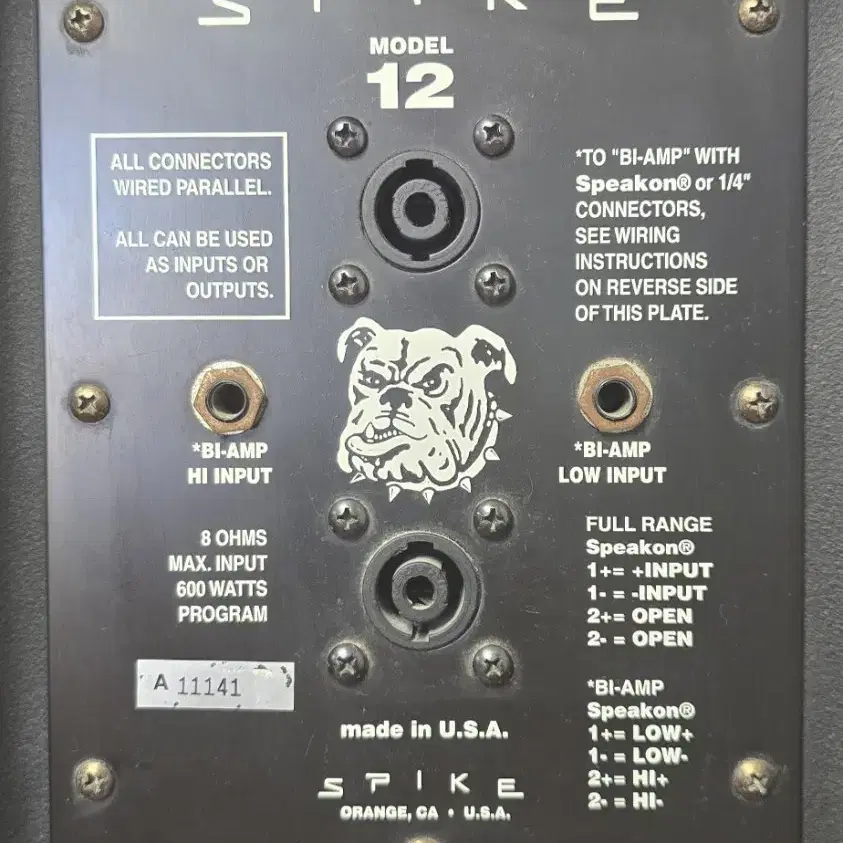 SPIKE
MODEL
12
ALL CONNECTORS
WIRED PARALLEL.
ALL CAN BE USED
AS INPUTS OR
OUTPUTS.
*TO "BI-AMP" WITH
Speakon® or 1/4"
CONNECTORS,
SEE WIRING
INSTRUCTIONS
ON REVERSE SIDE
OF THIS PLATE.
*BI-AMP
HI INPUT
*BI-AMP
LOW INPUT
8 OHMS
MAX. INPUT
600 WATTS
PROGRAM
FULL RANGE
Speakon®
1+= +INPUT
1- = -INPUT
2+= OPEN
2- = OPEN
A 11141
*BI-AMP
Speakon®
1+= LOW+
1- = LOW-
2+= HI+
2- = HI-
made in U.S.A.
SPIKE
ORANGE, CA • U.S.A.